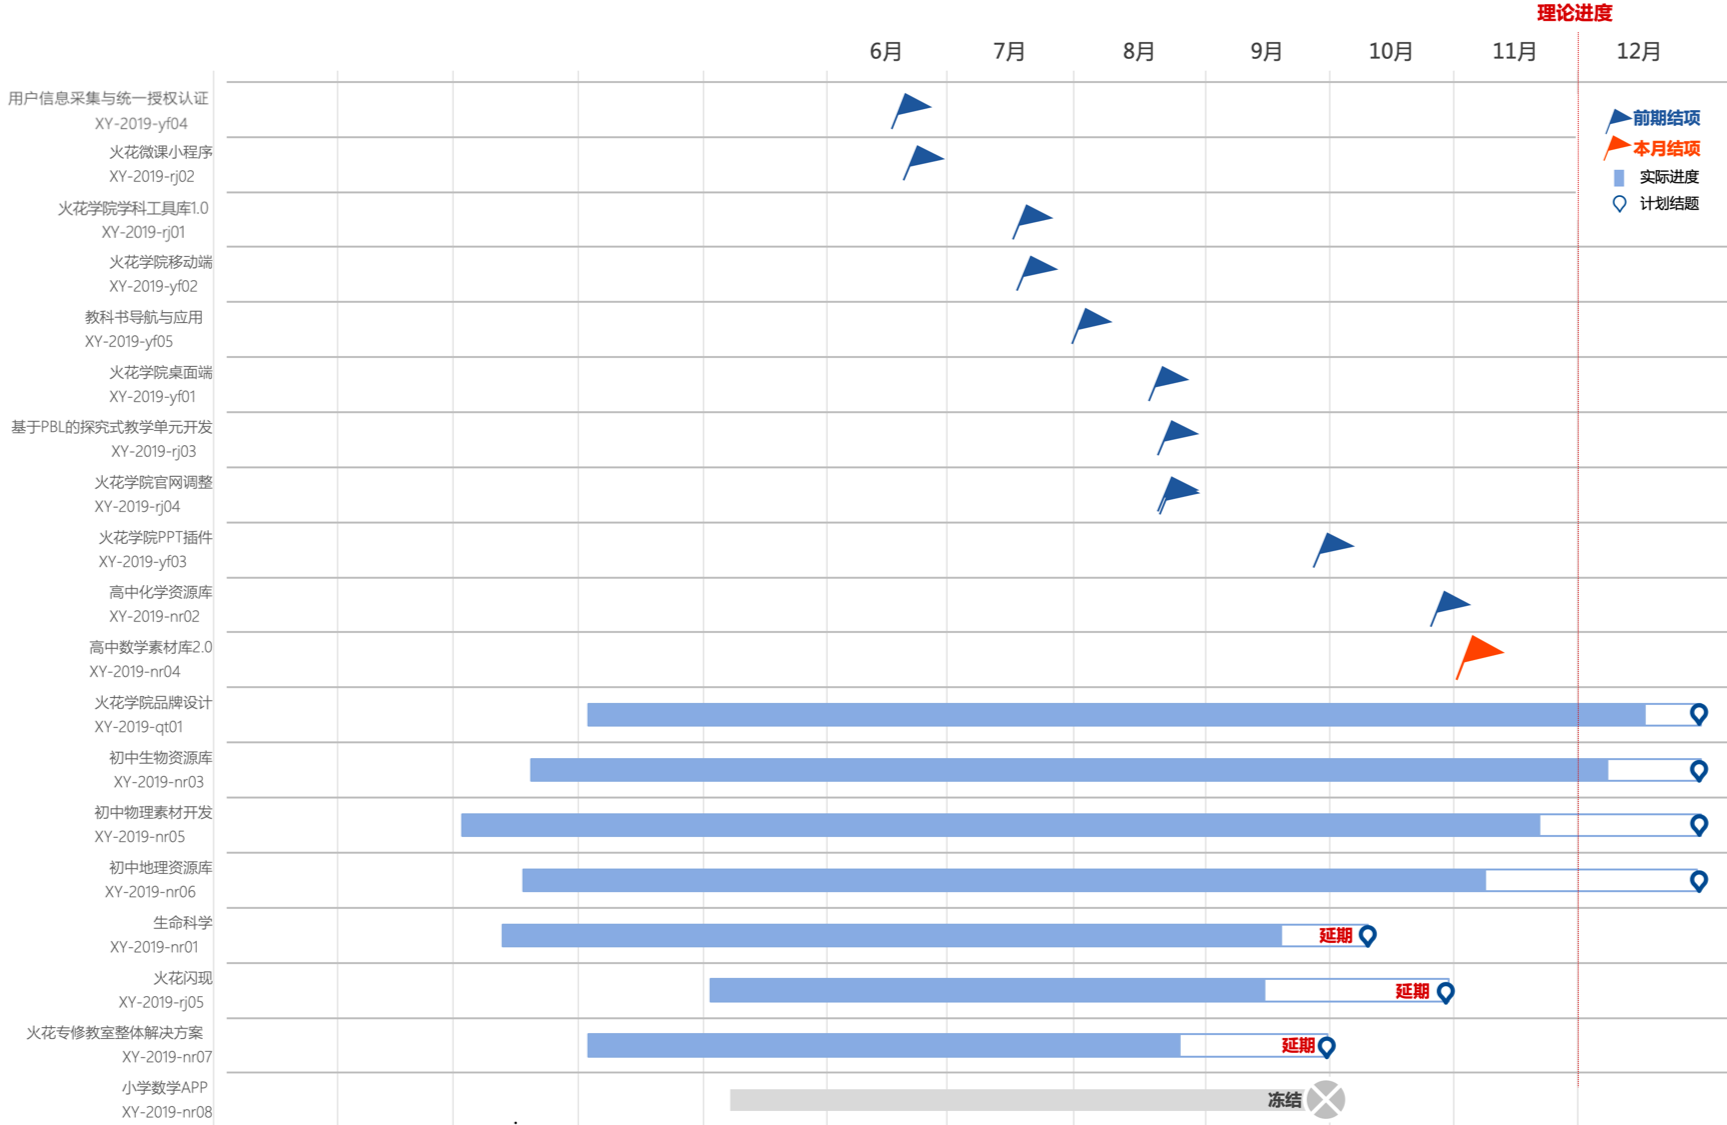 理论进度
6月
7月
8月
9月
10月
11月
12月
用户信息采集与统一授权认证
XY-2019-yf04
前期结项
本月结项
实际进度
计划结题
火花微课小程序
XY-2019-rj02
火花学院学科工具库1.0
XY-2019-rj01
火花学院移动端
XY-2019-yf02
教科书导航与应用
XY-2019-yf05
火花学院桌面端
XY-2019-yf01
基于PBL的探究式教学单元开发
XY-2019-rj03
火花学院官网调整
XY-2019-rj04
火花学院PPT插件
XY-2019-yf03
高中化学资源库
XY-2019-nr02
高中数学素材库2.0
XY-2019-nr04
火花学院品牌设计
XY-2019-qt01
初中生物资源库
XY-2019-nr03
初中物理素材开发
XY-2019-nr05
初中地理资源库
XY-2019-nr06
生命科学
XY-2019-nr01
延期
火花闪现
XY-2019-rj05
延期
火花专修教室整体解决方案
XY-2019-nr07
延期
小学数学APP
XY-2019-nr08
冻结